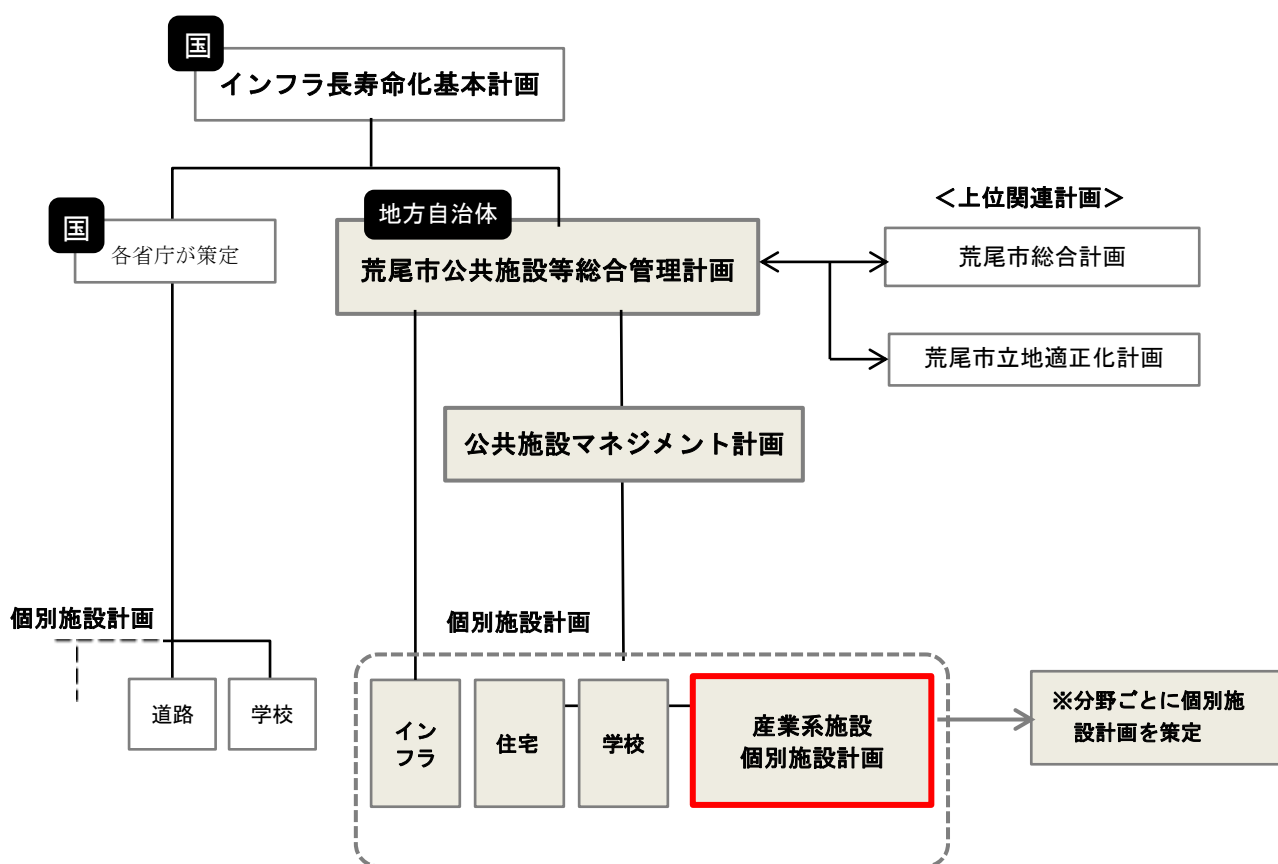 国
インフラ長寿命化基本計画
国
各省庁が策定
地方自治体
荒尾市公共施設等総合管理計画
＜上位関連計画＞
荒尾市総合計画
荒尾市立地適正化計画
公共施設マネジメント計画
個別施設計画
道路
学校
個別施設計画
イン
フラ
住宅
学校
産業系施設
個別施設計画
※分野ごとに個別施
設計画を策定